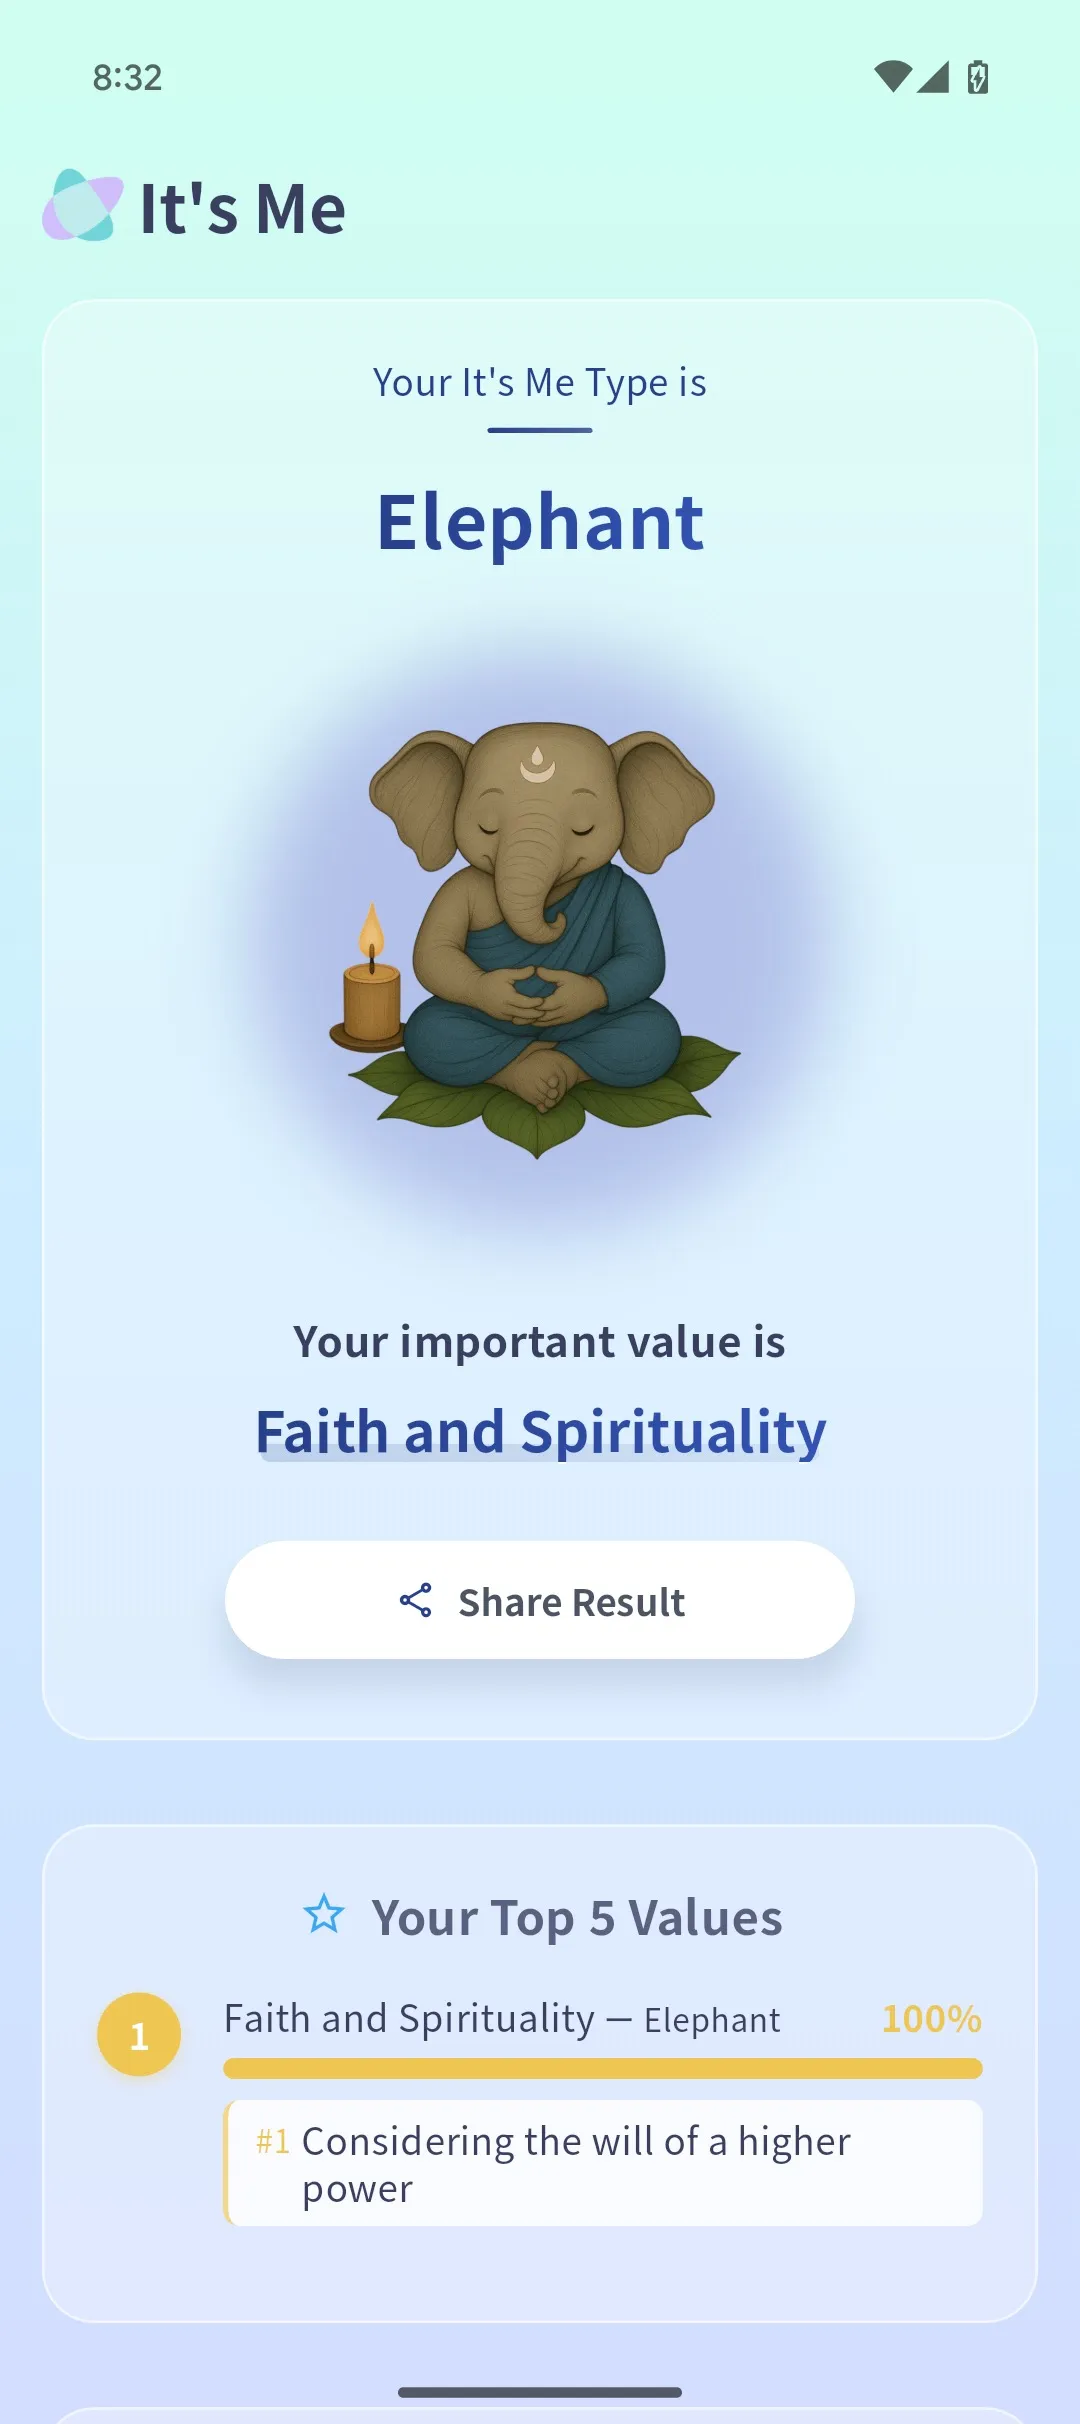 8:32
It's Me
Your It's Me Type is
Elephant
Your important value is
Faith and Spirituality
Share Result
Your Top 5 Values
1
Faith and Spirituality — Elephant 100%
#1 Considering the will of a higher
power